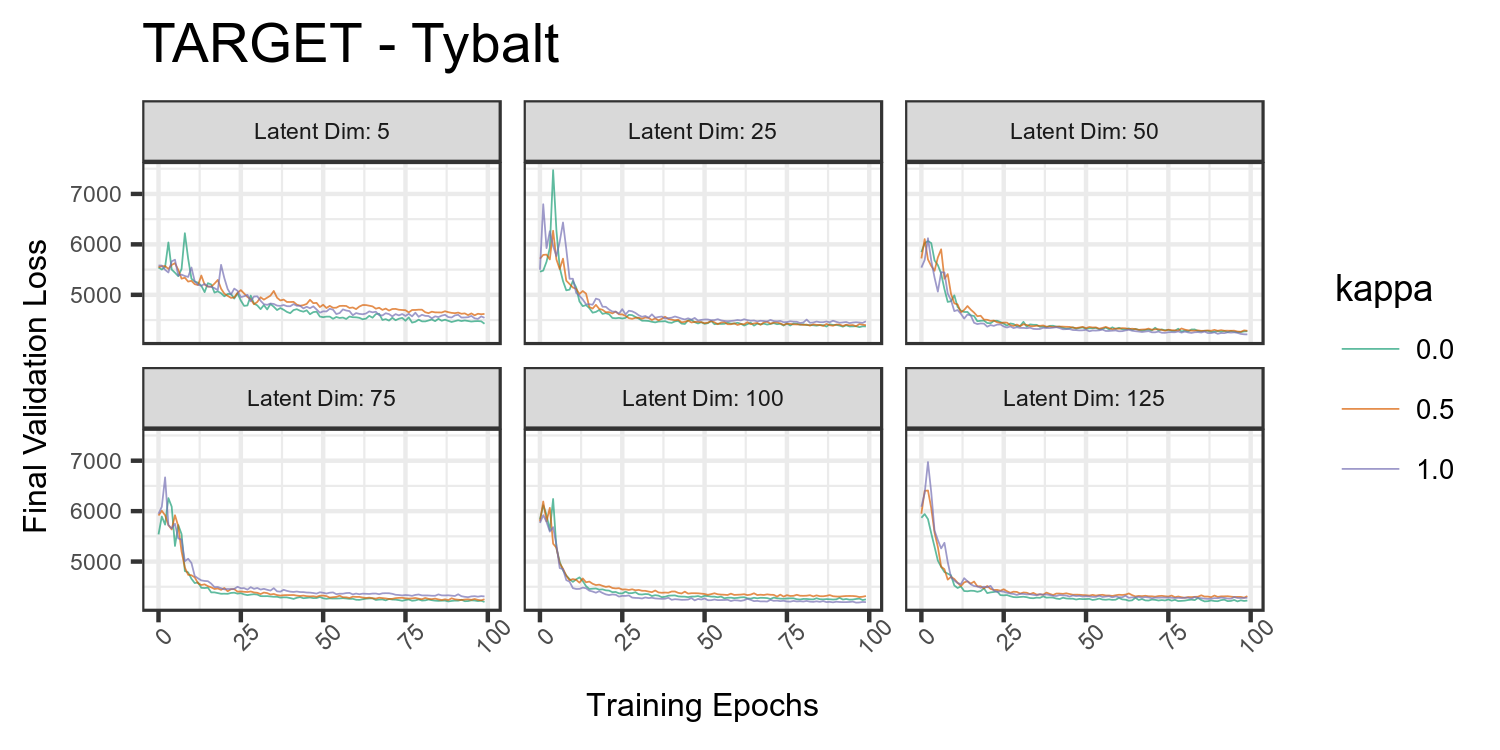 TARGET - Tybalt
Latent Dim: 5
Latent Dim: 25
Latent Dim: 50
7000
6000
5000
Latent Dim: 75
Latent Dim: 100
Latent Dim: 125
7000
6000
5000
0 25 50 75 100
0 25 50 75 100
0 25 50 75 100
Final Validation Loss
Training Epochs
kappa
0.0
0.5
1.0